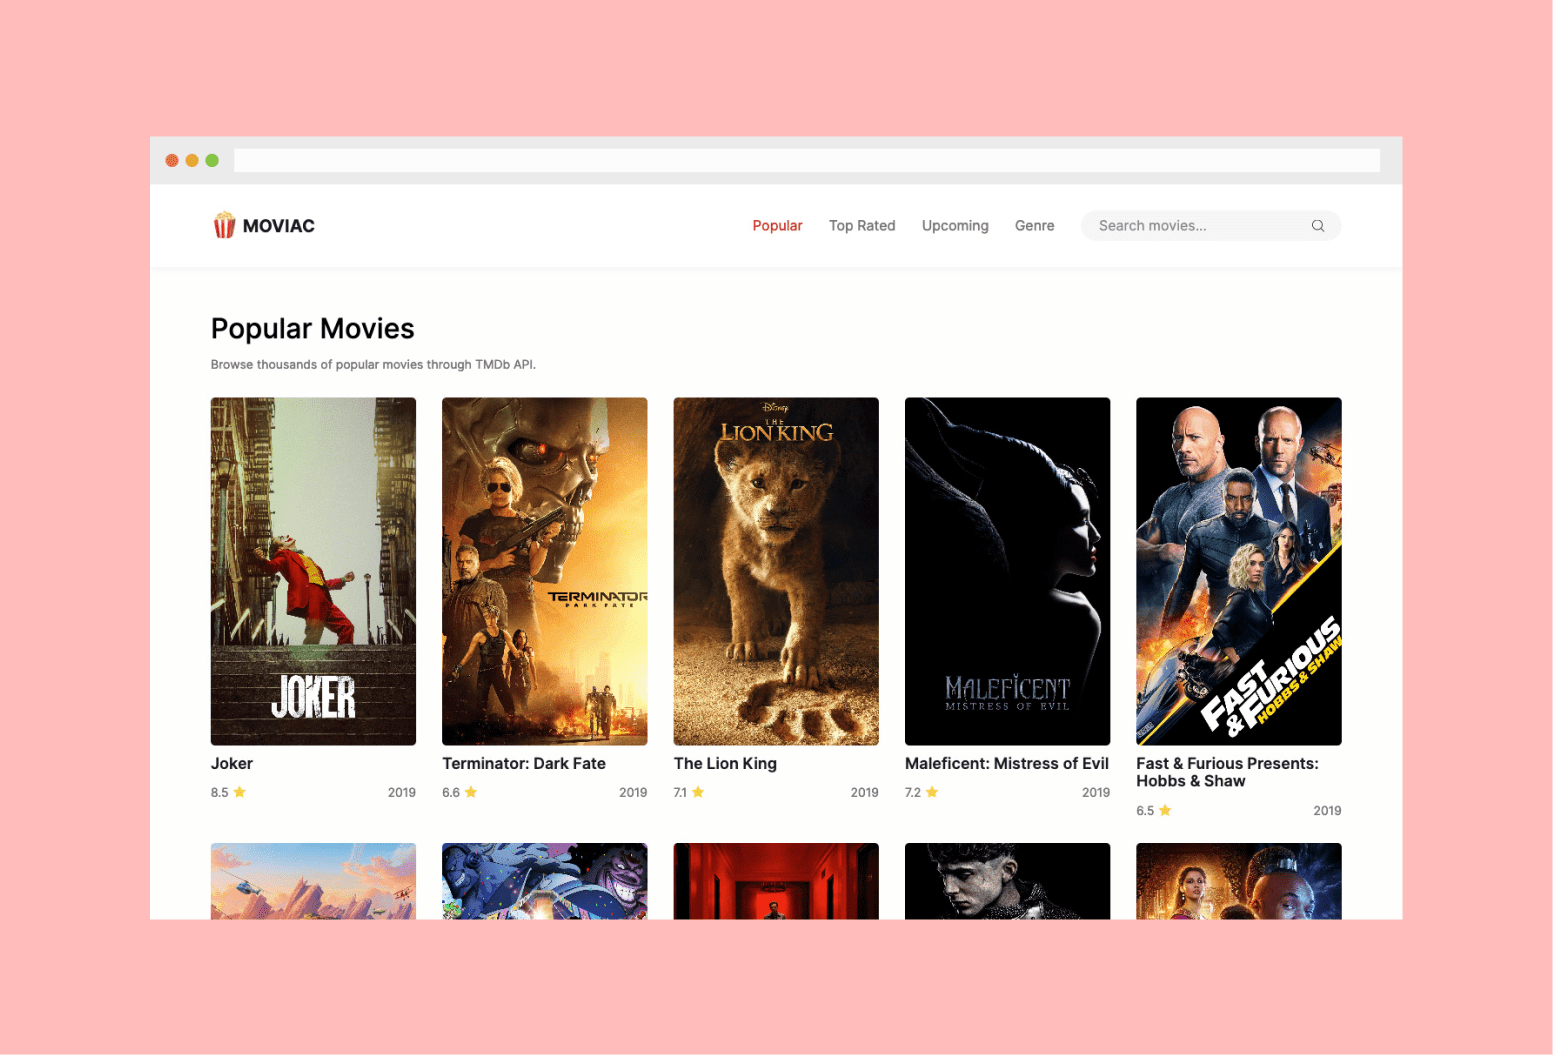 MOVIAC
Popular
Top Rated
Upcoming
Genre
Search movies...
Popular Movies
Browse thousands of popular movies through TMDb API.
JOKER
TERMINATOR
DARK FATE
Disney
THE
LION KING
MALEFICENT
MISTRESS OF EVIL
FAST
& FURIOUS
HOBBS & SHAW
Joker
8.5
2019
Terminator: Dark Fate
6.6
2019
The Lion King
7.1
2019
Maleficent: Mistress of Evil
7.2
2019
Fast & Furious Presents:
Hobbs & Shaw
6.5
2019